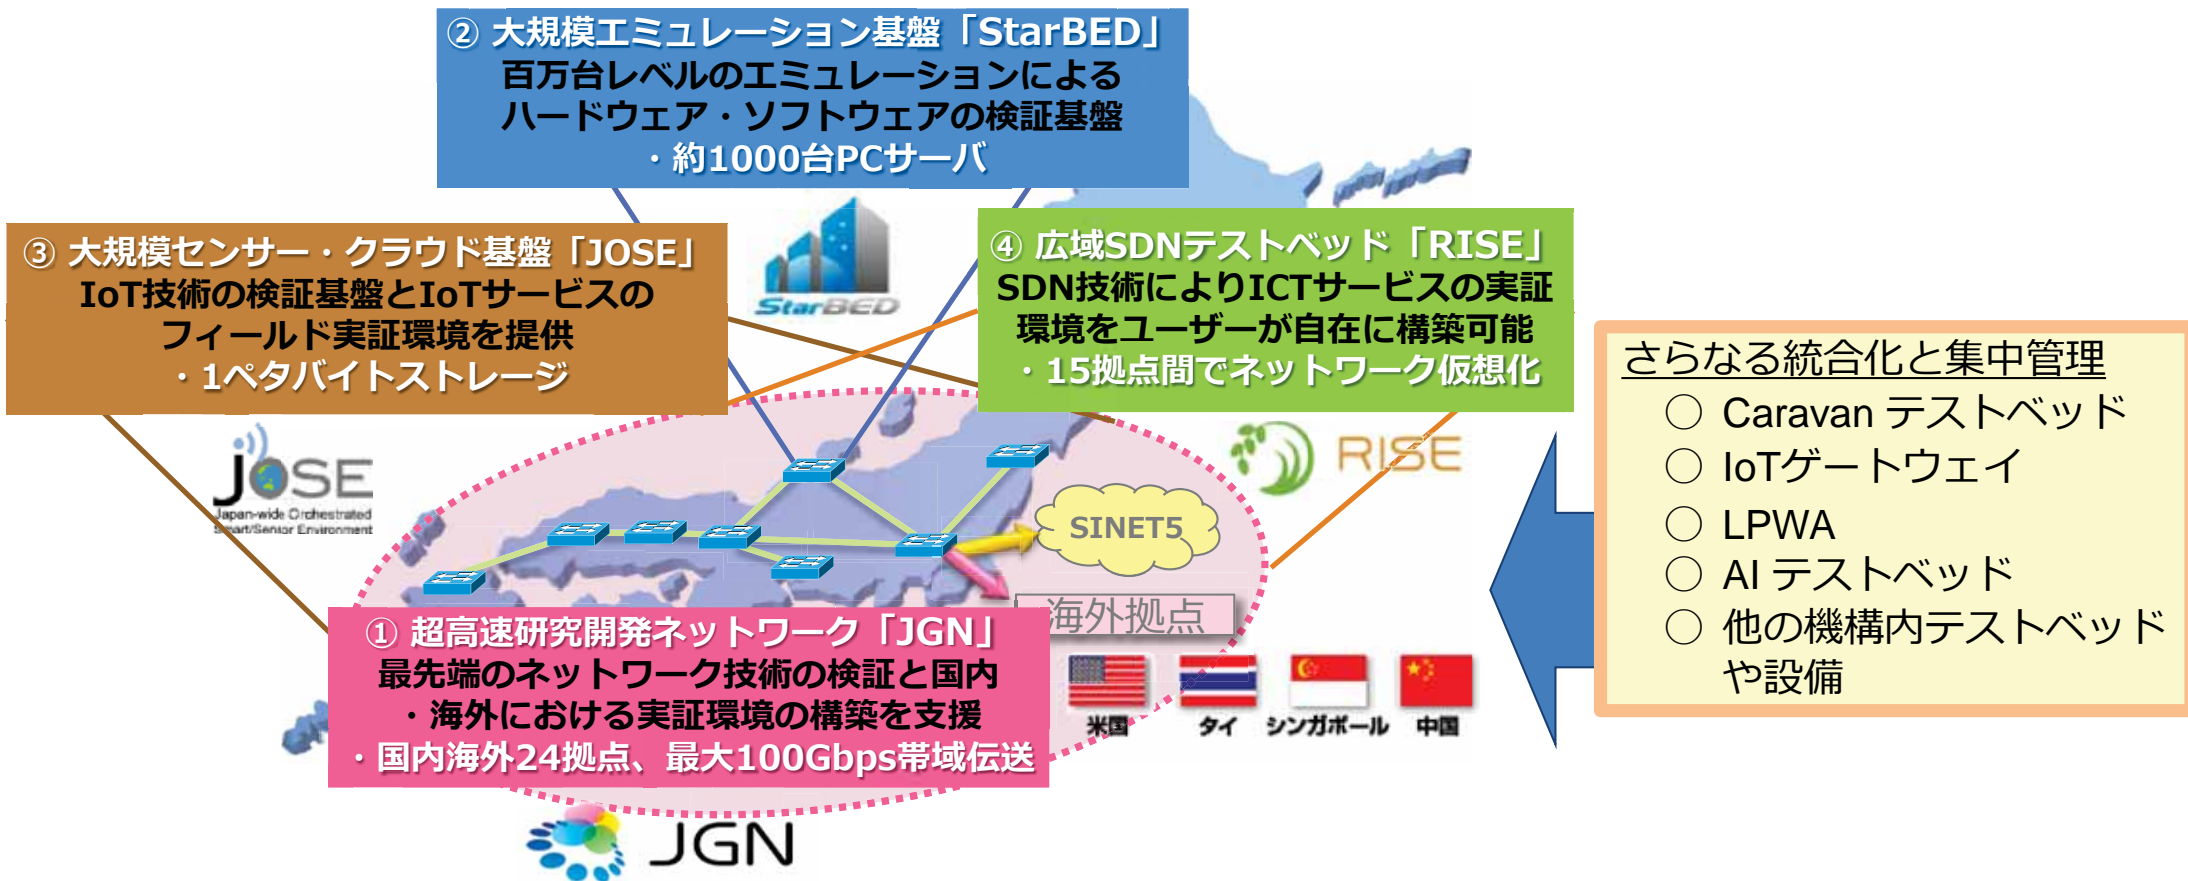 ② 大規模エミュレーション基盤「StarBED」
百万台レベルのエミュレーションによる
ハードウェア・ソフトウェアの検証基盤
・約1000台PCサーバ
StarBED
③ 大規模センサー・クラウド基盤「JOSE」
IoT技術の検証基盤とIoTサービスの
フィールド実証環境を提供
・1ペタバイトストレージ
JOSE
Japan-wide Orchestrated
Smart/Sensor Environment
④ 広域SDNテストベッド「RISE」
SDN技術によりICTサービスの実証
環境をユーザーが自在に構築可能
・15拠点間でネットワーク仮想化
RISE
SINET5
海外拠点
米国
タイ
シンガポール
中国
① 超高速研究開発ネットワーク「JGN」
最先端のネットワーク技術の検証と国内
・海外における実証環境の構築を支援
・国内海外24拠点、最大100Gbps帯域伝送
JGN
さらなる統合化と集中管理
○ Caravan テストベッド
○ IoTゲートウェイ
○ LPWA
○ AI テストベッド
○ 他の機構内テストベッド
や設備